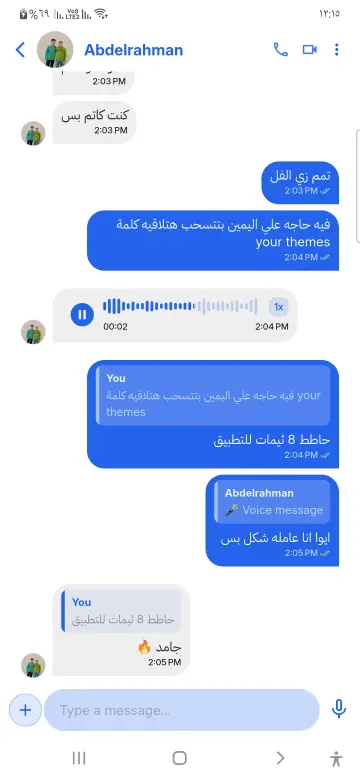 %٦٩ ١٢:١٥
Abdelrahman
2:03 PM
كنت كاتم بس
2:03 PM
تمم زي الفل
2:03 PM
فيه حاجه علي اليمين بتتسحب هتلاقيه كلمة
your themes
2:04 PM
1x
00:02 2:04 PM
You
فيه حاجه علي اليمين بتتسحب هتلاقيه كلمة your
themes
حاطط 8 ثيمات للتطبيق
2:04 PM
Abdelrahman
Voice message
ايوا انا عامله شكل بس
2:05 PM
You
حاطط 8 ثيمات للتطبيق
جامد
2:05 PM
Type a message...